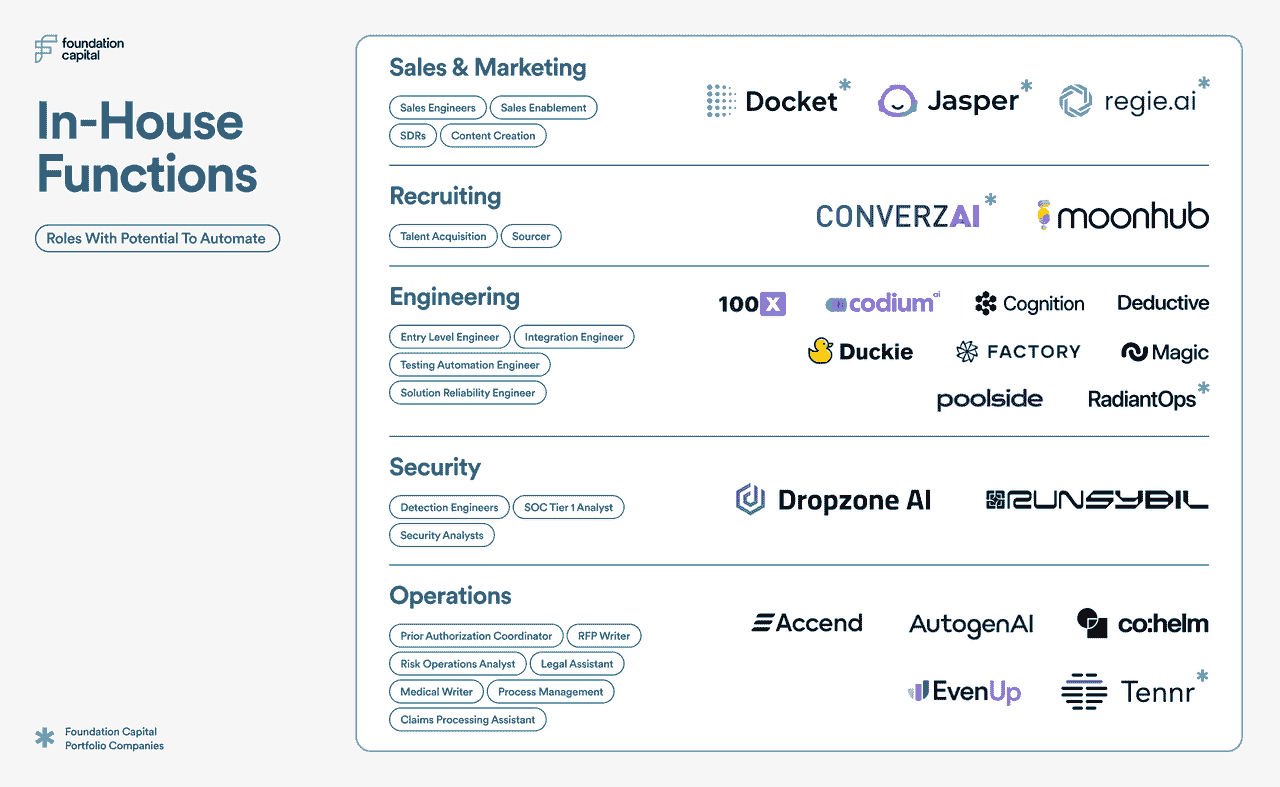 foundation
capital
In-House
Functions
Roles With Potential To Automate
Sales & Marketing
Sales Engineers Sales Enablement
SDRs Content Creation
Docket* Jasper* regie.ai*
Recruiting
Talent Acquisition Sourcer
CONVERZAI* moonhub
Engineering
Entry Level Engineer Integration Engineer
Testing Automation Engineer
Solution Reliability Engineer
100X codium ai Cognition Deductive
Duckie FACTORY Magic
poolside RadiantOps*
Security
Detection Engineers SOC Tier 1 Analyst
Security Analysts
Dropzone AI RUNSYBIL
Operations
Prior Authorization Coordinator RFP Writer
Risk Operations Analyst Legal Assistant
Medical Writer Process Management
Claims Processing Assistant
Accend AutogenAI co:helm
EvenUp Tennr*
* Foundation Capital
Portfolio Companies